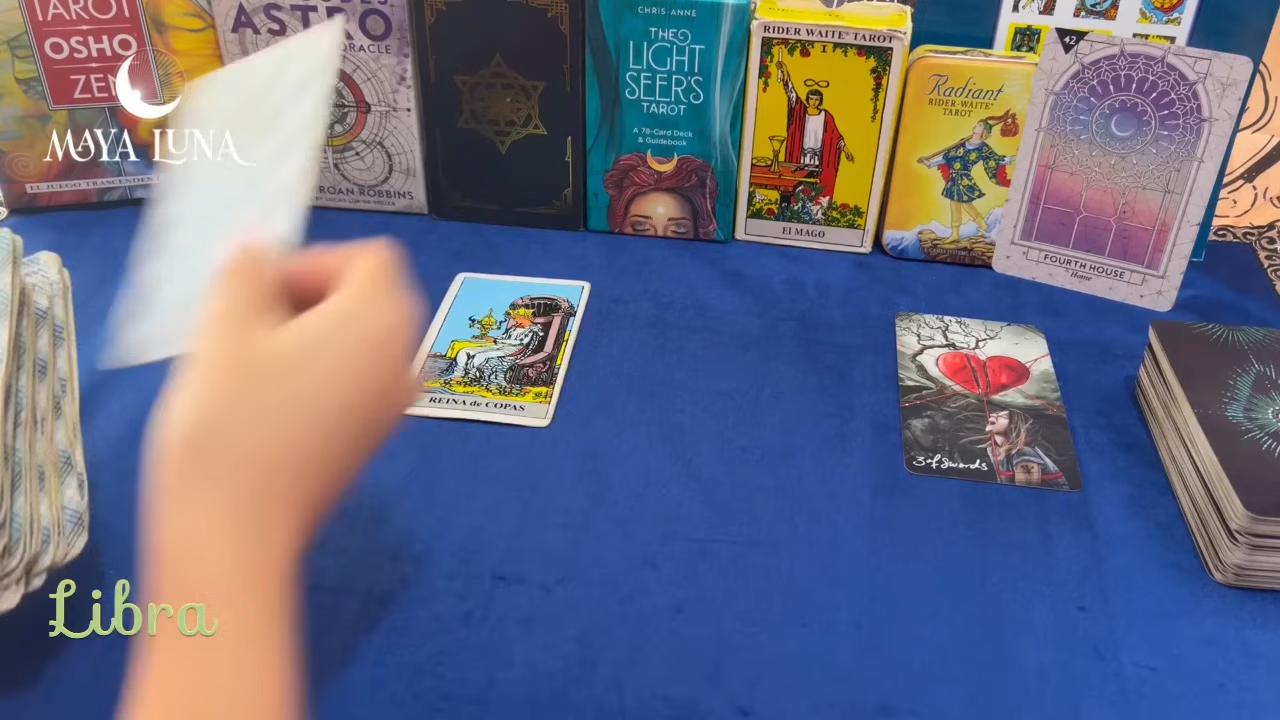 TAROT
OSHO
ZEN
EL JUEGO TRASCENDEN
MAYA LUNA
ASTRO
ORACLE
ROAN ROBBINS
CHRIS-ANNE
THE
LIGHT
SEER'S
TAROT
A 78-Card Deck
& Guidebook
RIDER WAITE TAROT
I
El MAGO
Radiant
RIDER-WAITE®
TAROT
42
FOURTH HOUSE
Home
REINA de COPAS
3 of Swords
Libra